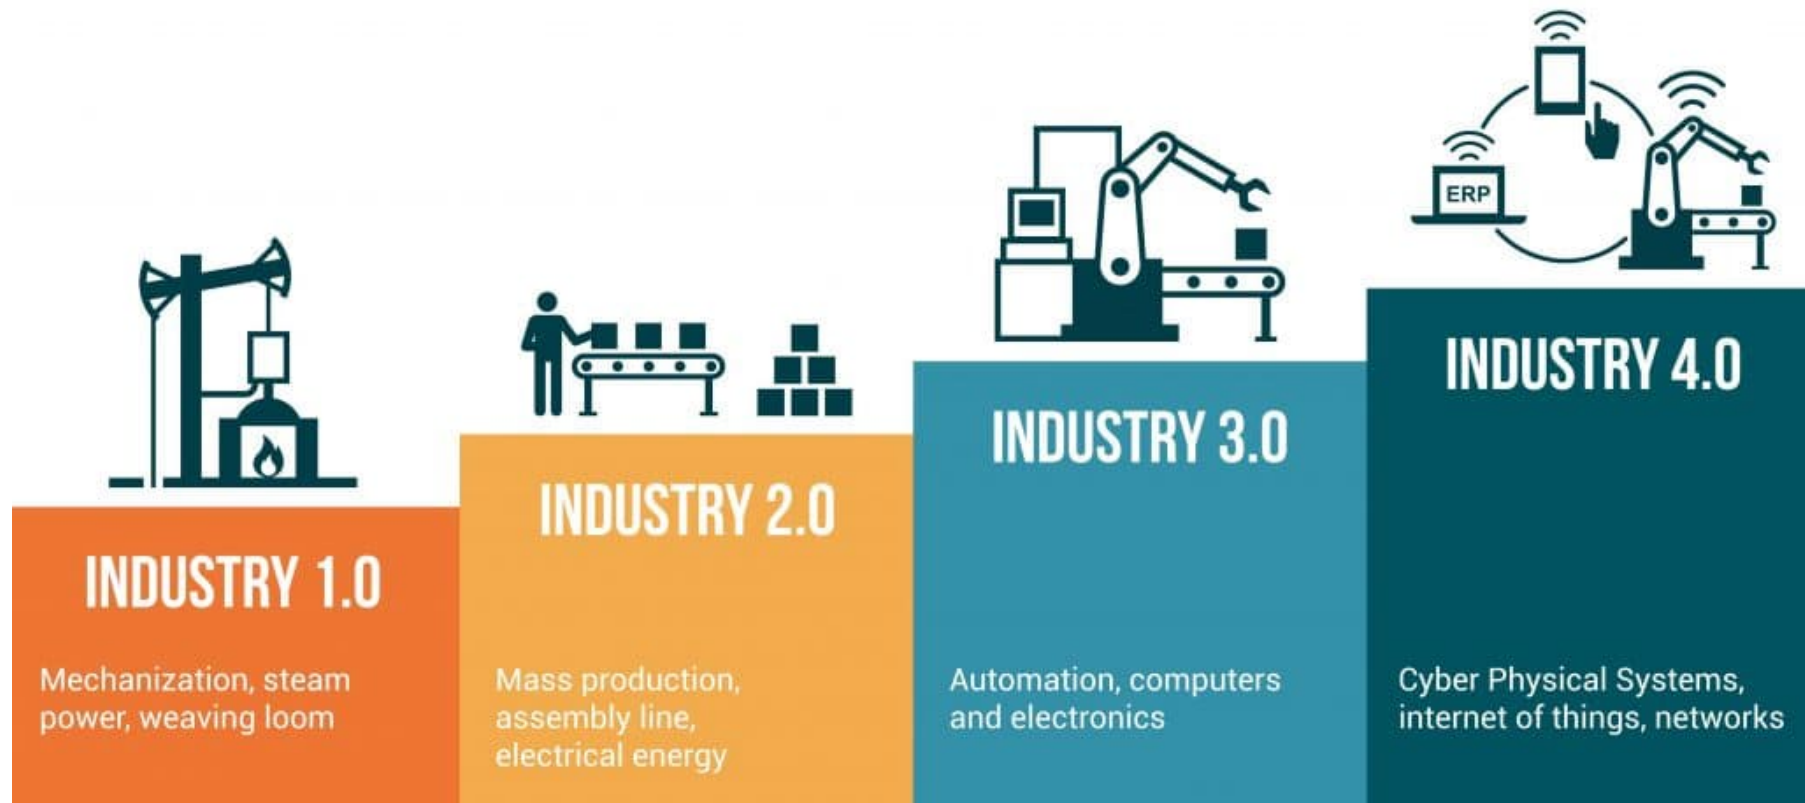 INDUSTRY 1.0
Mechanization, steam
power, weaving loom
INDUSTRY 2.0
Mass production,
assembly line,
electrical energy
INDUSTRY 3.0
Automation, computers
and electronics
ERP
INDUSTRY 4.0
Cyber Physical Systems,
internet of things, networks